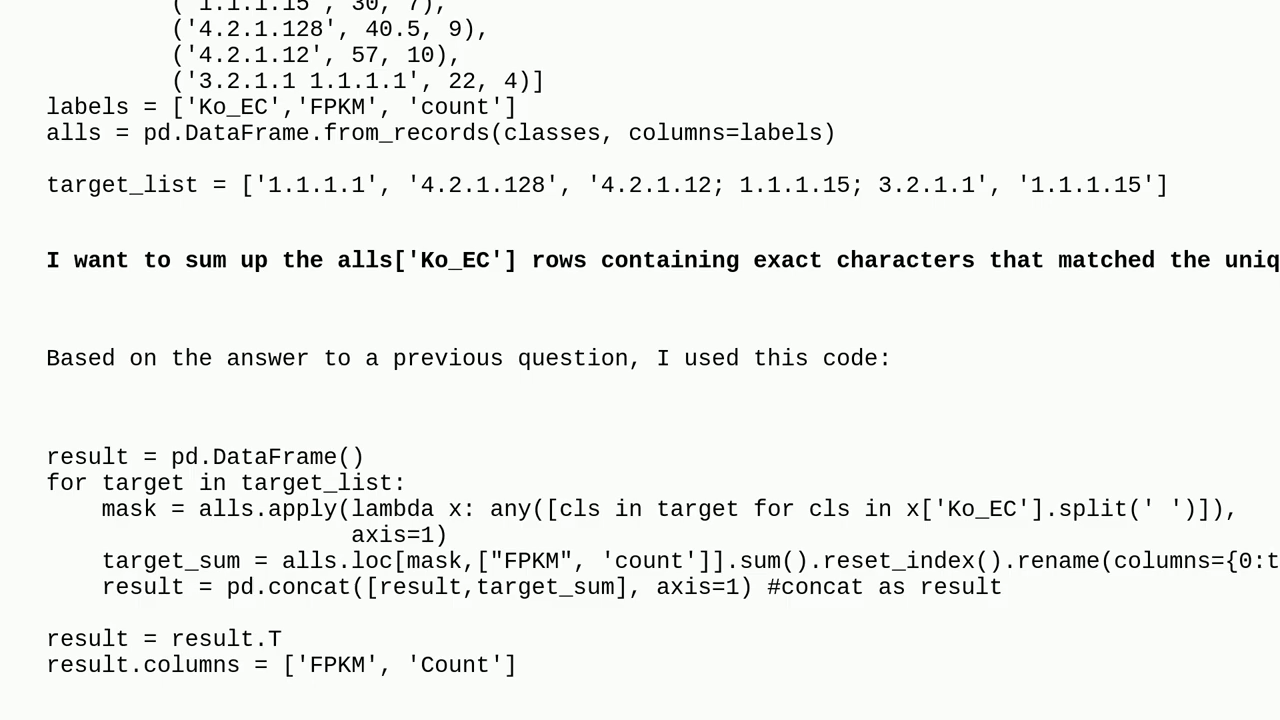 ('1.1.1.15', 30, 7),
('4.2.1.128', 40.5, 9),
('4.2.1.12', 57, 10),
('3.2.1.1 1.1.1.1', 22, 4)]
labels = ['Ko_EC','FPKM', 'count']
alls = pd.DataFrame.from_records(classes, columns=labels)
target_list = ['1.1.1.1', '4.2.1.128', '4.2.1.12; 1.1.1.15; 3.2.1.1', '1.1.1.15']
I want to sum up the alls['Ko_EC'] rows containing exact characters that matched the uniq
Based on the answer to a previous question, I used this code:
result = pd.DataFrame()
for target in target_list:
    mask = alls.apply(lambda x: any([cls in target for cls in x['Ko_EC'].split(' ')]),
                      axis=1)
    target_sum = alls.loc[mask,["FPKM", 'count']].sum().reset_index().rename(columns={0:t
    result = pd.concat([result,target_sum], axis=1) #concat as result
result = result.T
result.columns = ['FPKM', 'Count']